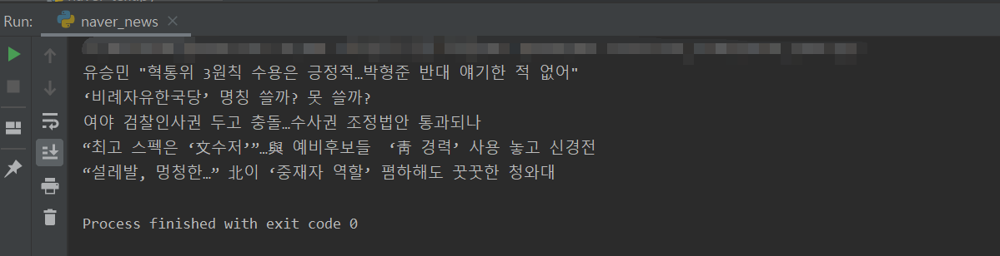 Run: naver_news
유승민 "혁통위 3원칙 수용은 긍정적…박형준 반대 얘기한 적 없어"
‘비례자유한국당’ 명칭 쓸까? 못 쓸까?
여야 검찰인사권 두고 충돌…수사권 조정법안 통과되나
“최고 스펙은 ‘文수저’”…與 예비후보들  ‘靑 경력’ 사용 놓고 신경전
“설레발, 멍청한…” 北이 ‘중재자 역할’ 폄하해도 꿋꿋한 청와대
Process finished with exit code 0